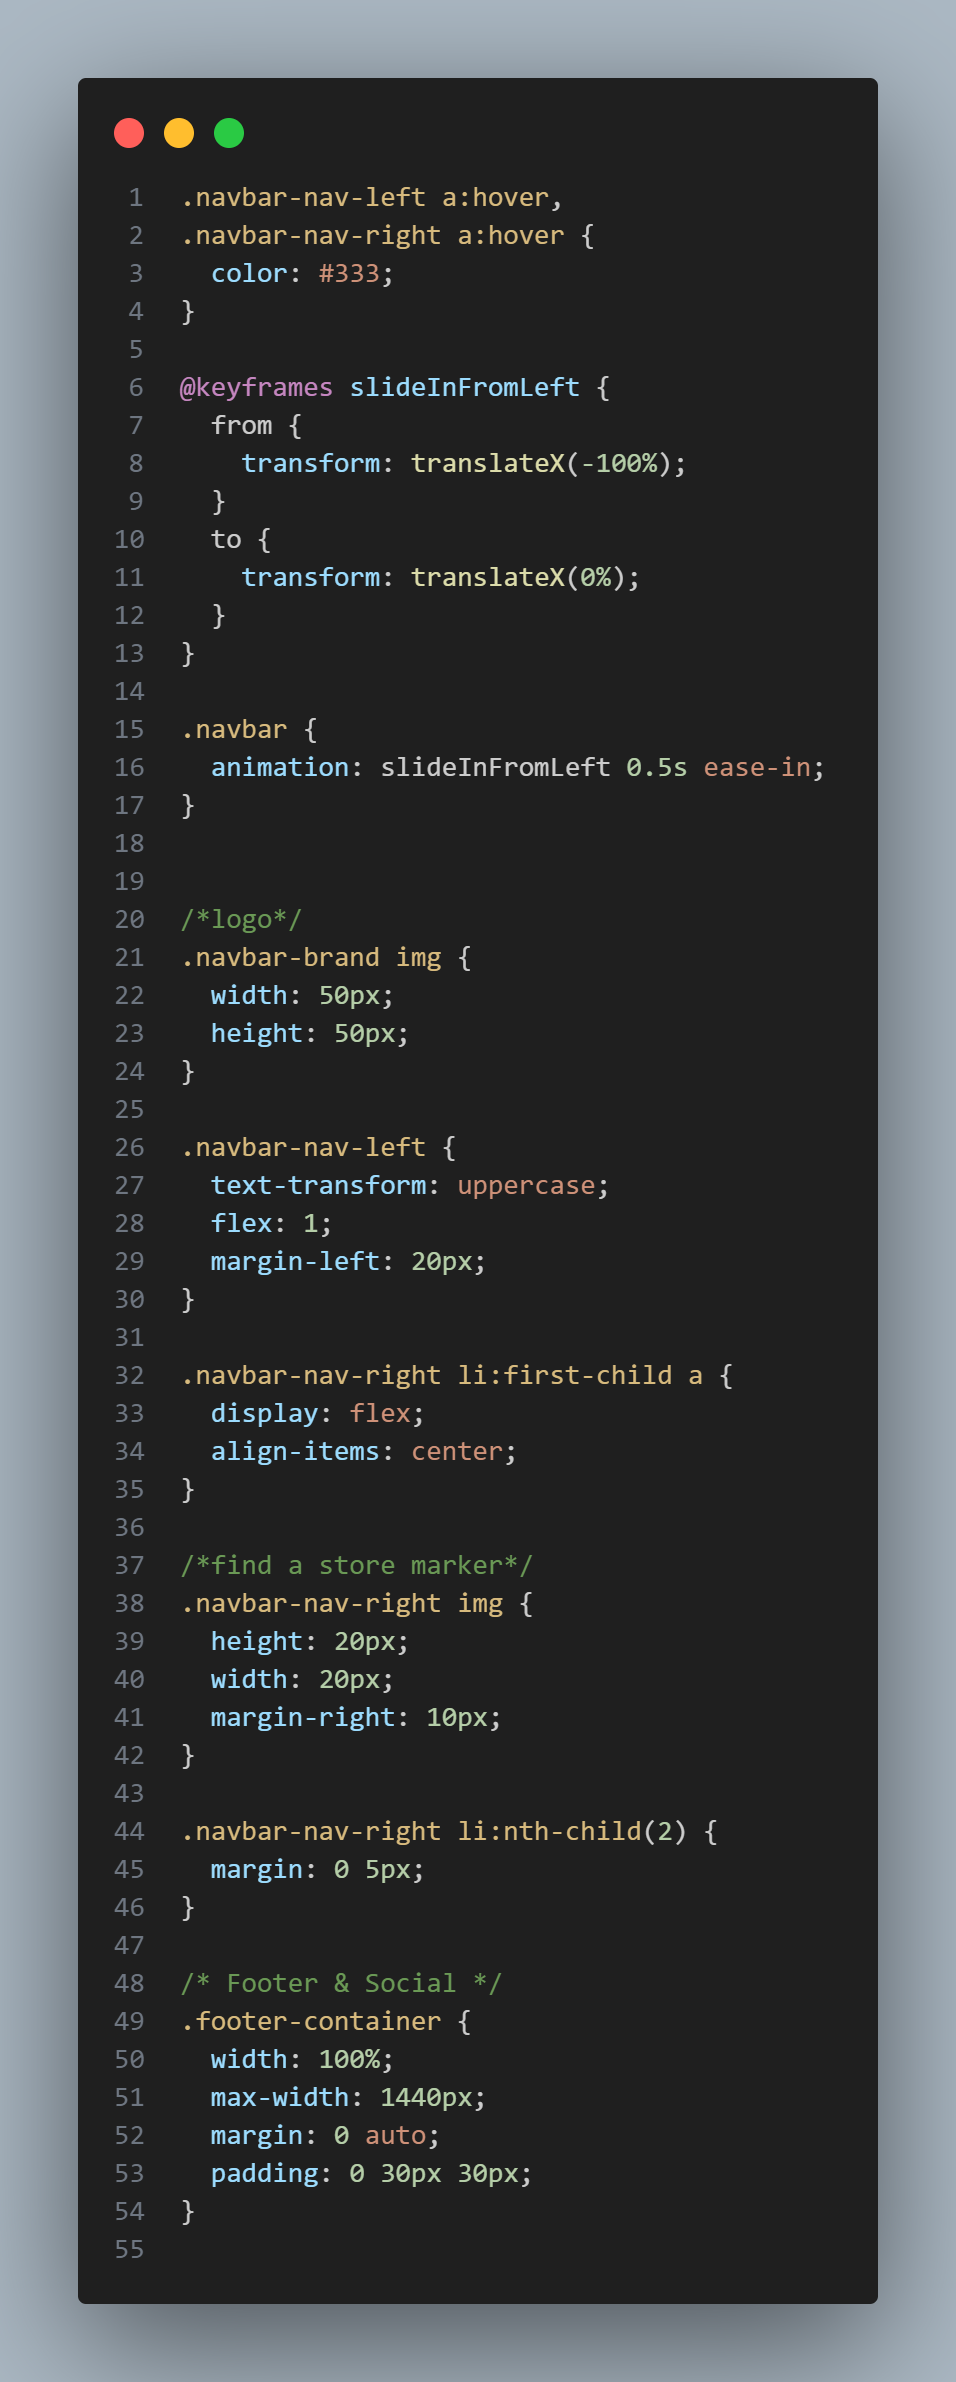 1 .navbar-nav-left a:hover,
2 .navbar-nav-right a:hover {
3   color: #333;
4 }
5
6 @keyframes slideInFromLeft {
7   from {
8     transform: translateX(-100%);
9   }
10   to {
11     transform: translateX(0%);
12   }
13 }
14
15 .navbar {
16   animation: slideInFromLeft 0.5s ease-in;
17 }
18
19
20 /*logo*/
21 .navbar-brand img {
22   width: 50px;
23   height: 50px;
24 }
25
26 .navbar-nav-left {
27   text-transform: uppercase;
28   flex: 1;
29   margin-left: 20px;
30 }
31
32 .navbar-nav-right li:first-child a {
33   display: flex;
34   align-items: center;
35 }
36
37 /*find a store marker*/
38 .navbar-nav-right img {
39   height: 20px;
40   width: 20px;
41   margin-right: 10px;
42 }
43
44 .navbar-nav-right li:nth-child(2) {
45   margin: 0 5px;
46 }
47
48 /* Footer & Social */
49 .footer-container {
50   width: 100%;
51   max-width: 1440px;
52   margin: 0 auto;
53   padding: 0 30px 30px;
54 }
55